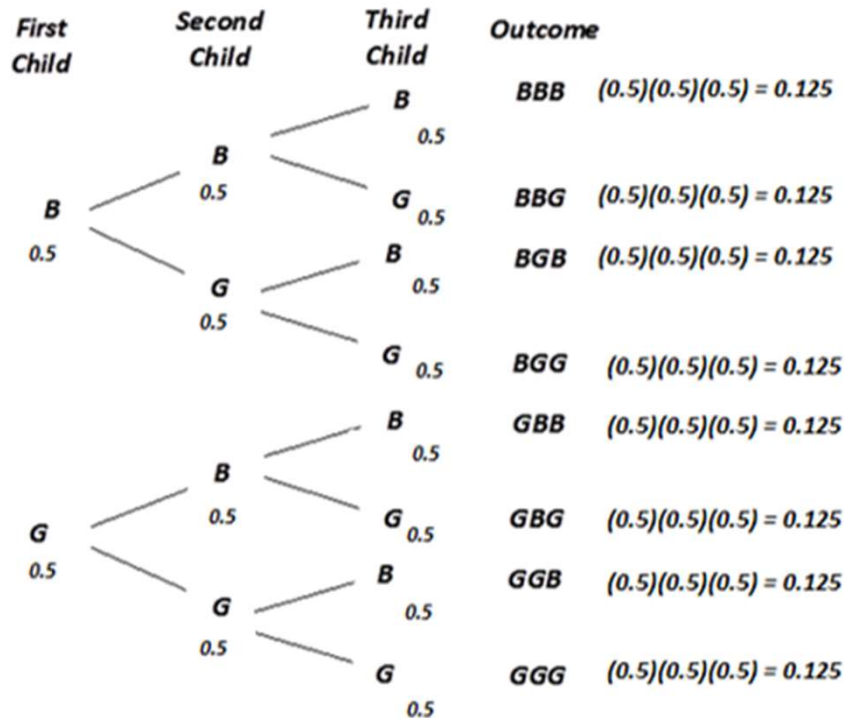 First Child
Second Child
Third Child
Outcome
B
0.5
BBB (0.5)(0.5)(0.5) = 0.125
B
0.5
G
0.5
BBG (0.5)(0.5)(0.5) = 0.125
B
0.5
B
0.5
BGB (0.5)(0.5)(0.5) = 0.125
G
0.5
G
0.5
BGG (0.5)(0.5)(0.5) = 0.125
B
0.5
GBB (0.5)(0.5)(0.5) = 0.125
B
0.5
G
0.5
GBG (0.5)(0.5)(0.5) = 0.125
G
0.5
B
0.5
GGB (0.5)(0.5)(0.5) = 0.125
G
0.5
G
0.5
GGG (0.5)(0.5)(0.5) = 0.125